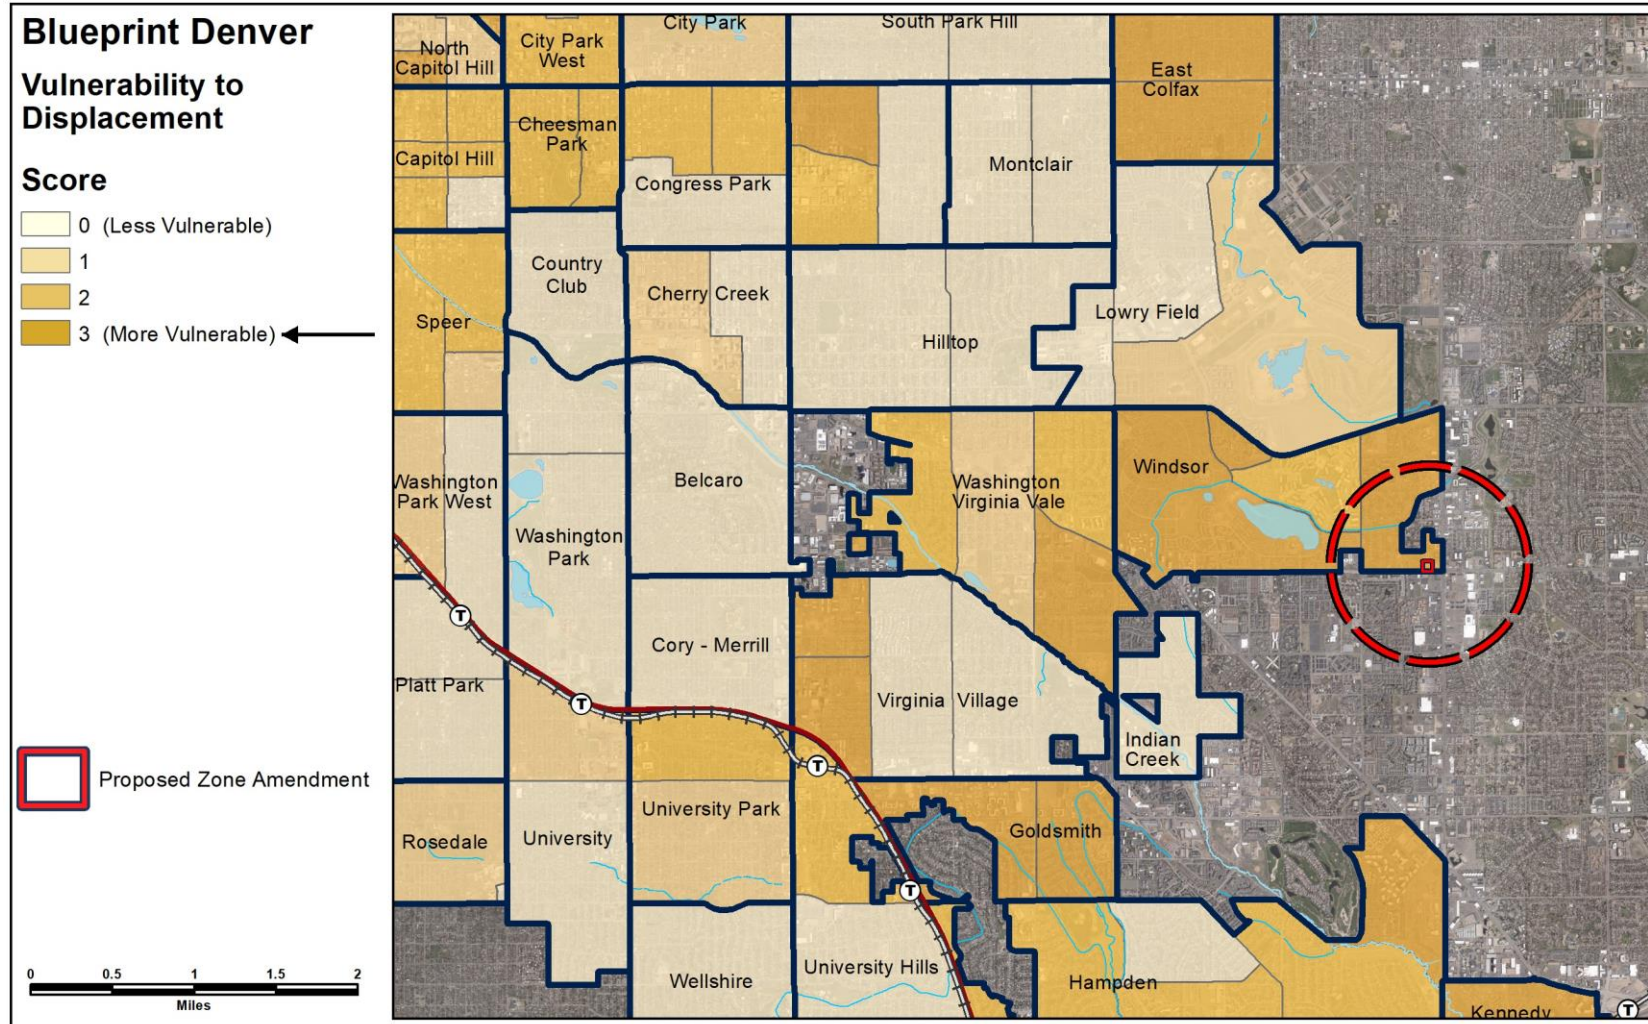 Blueprint Denver
Vulnerability to
Displacement
Score
0 (Less Vulnerable)
1
2
3 (More Vulnerable)
Proposed Zone Amendment
0 0.5 1 1.5 2
Miles
North
Capitol Hill
City Park
West
City Park
South Park Hill
East
Colfax
Capitol Hill
Cheesman
Park
Congress Park
Montclair
Speer
Country
Club
Cherry Creek
Hilltop
Lowry Field
Washington
Park West
Washington
Park
Belcaro
Washington
Virginia Vale
Windsor
Platt Park
Cory - Merrill
Virginia Village
Indian
Creek
Rosedale
University
University Park
Goldsmith
Wellshire
University Hills
Hampden
Kennedy
T
T
T
T
T